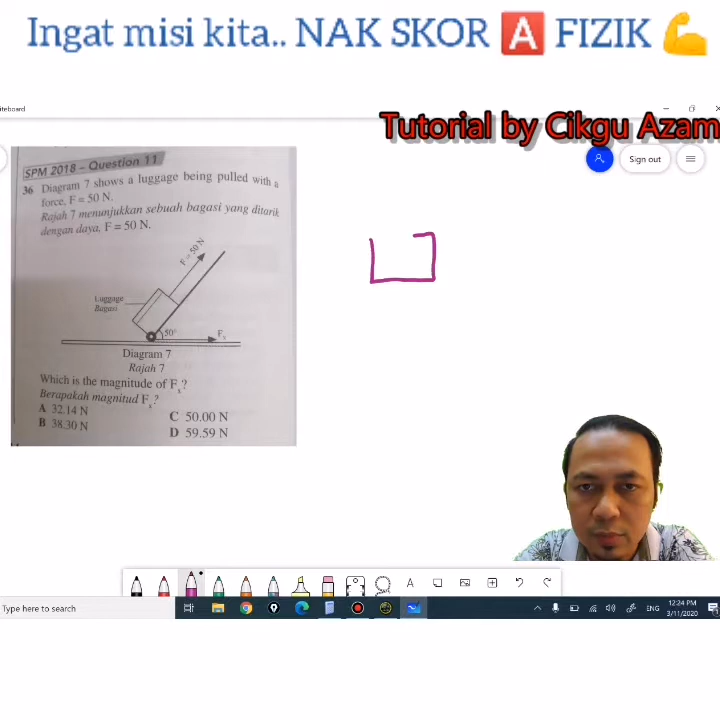 Ingat misi kita.. NAK SKOR A FIZIK
iteboard
Tutorial by Cikgu Azam
Sign out
SPM 2018 – Question 11
36 Diagram 7 shows a luggage being pulled with a
force, F = 50 N.
Rajah 7 menunjukkan sebuah bagasi yang ditarik
dengan daya, F = 50 N.
F = 50 N
Luggage
Bagasi
50°
Fx
Diagram 7
Rajah 7
Which is the magnitude of Fx?
Berapakah magnitud Fx?
A 32.14 N
B 38.30 N
C 50.00 N
D 59.59 N
A
Type here to search
ENG
12:24 PM
3/11/2020